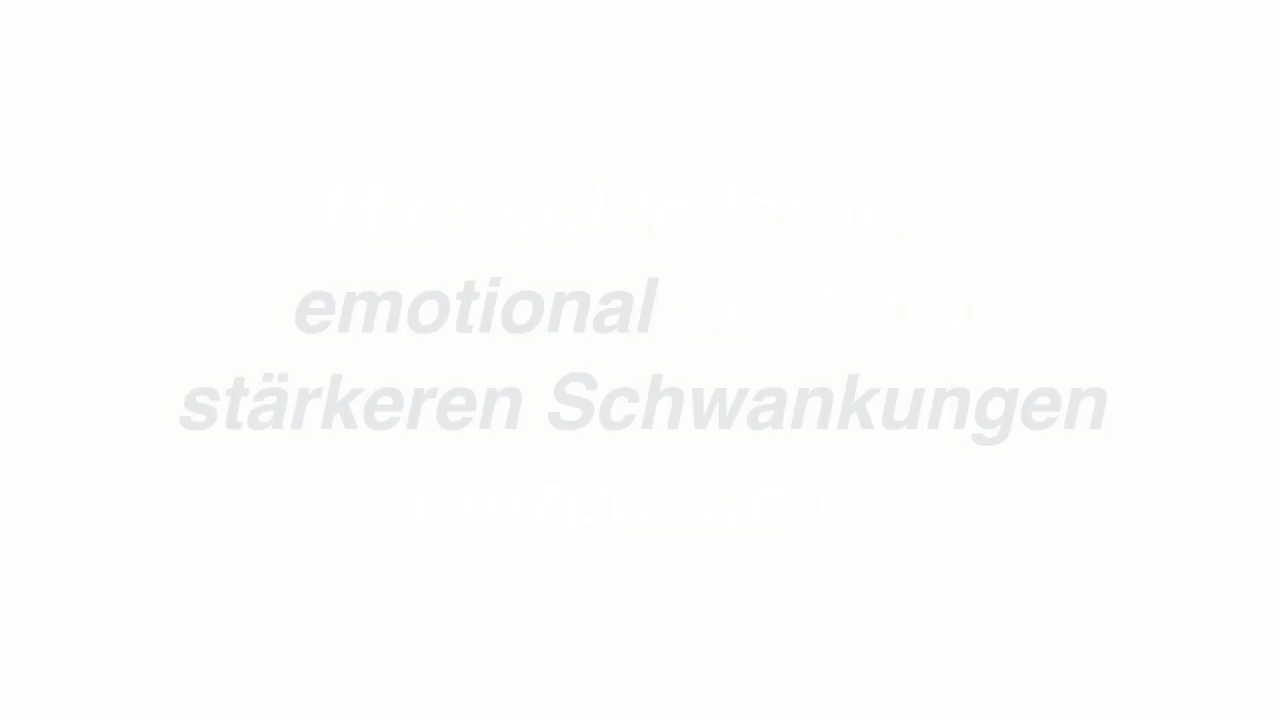 Man sollte lernen,
emotional auch mit
stärkeren Schwankungen
umzugehen.